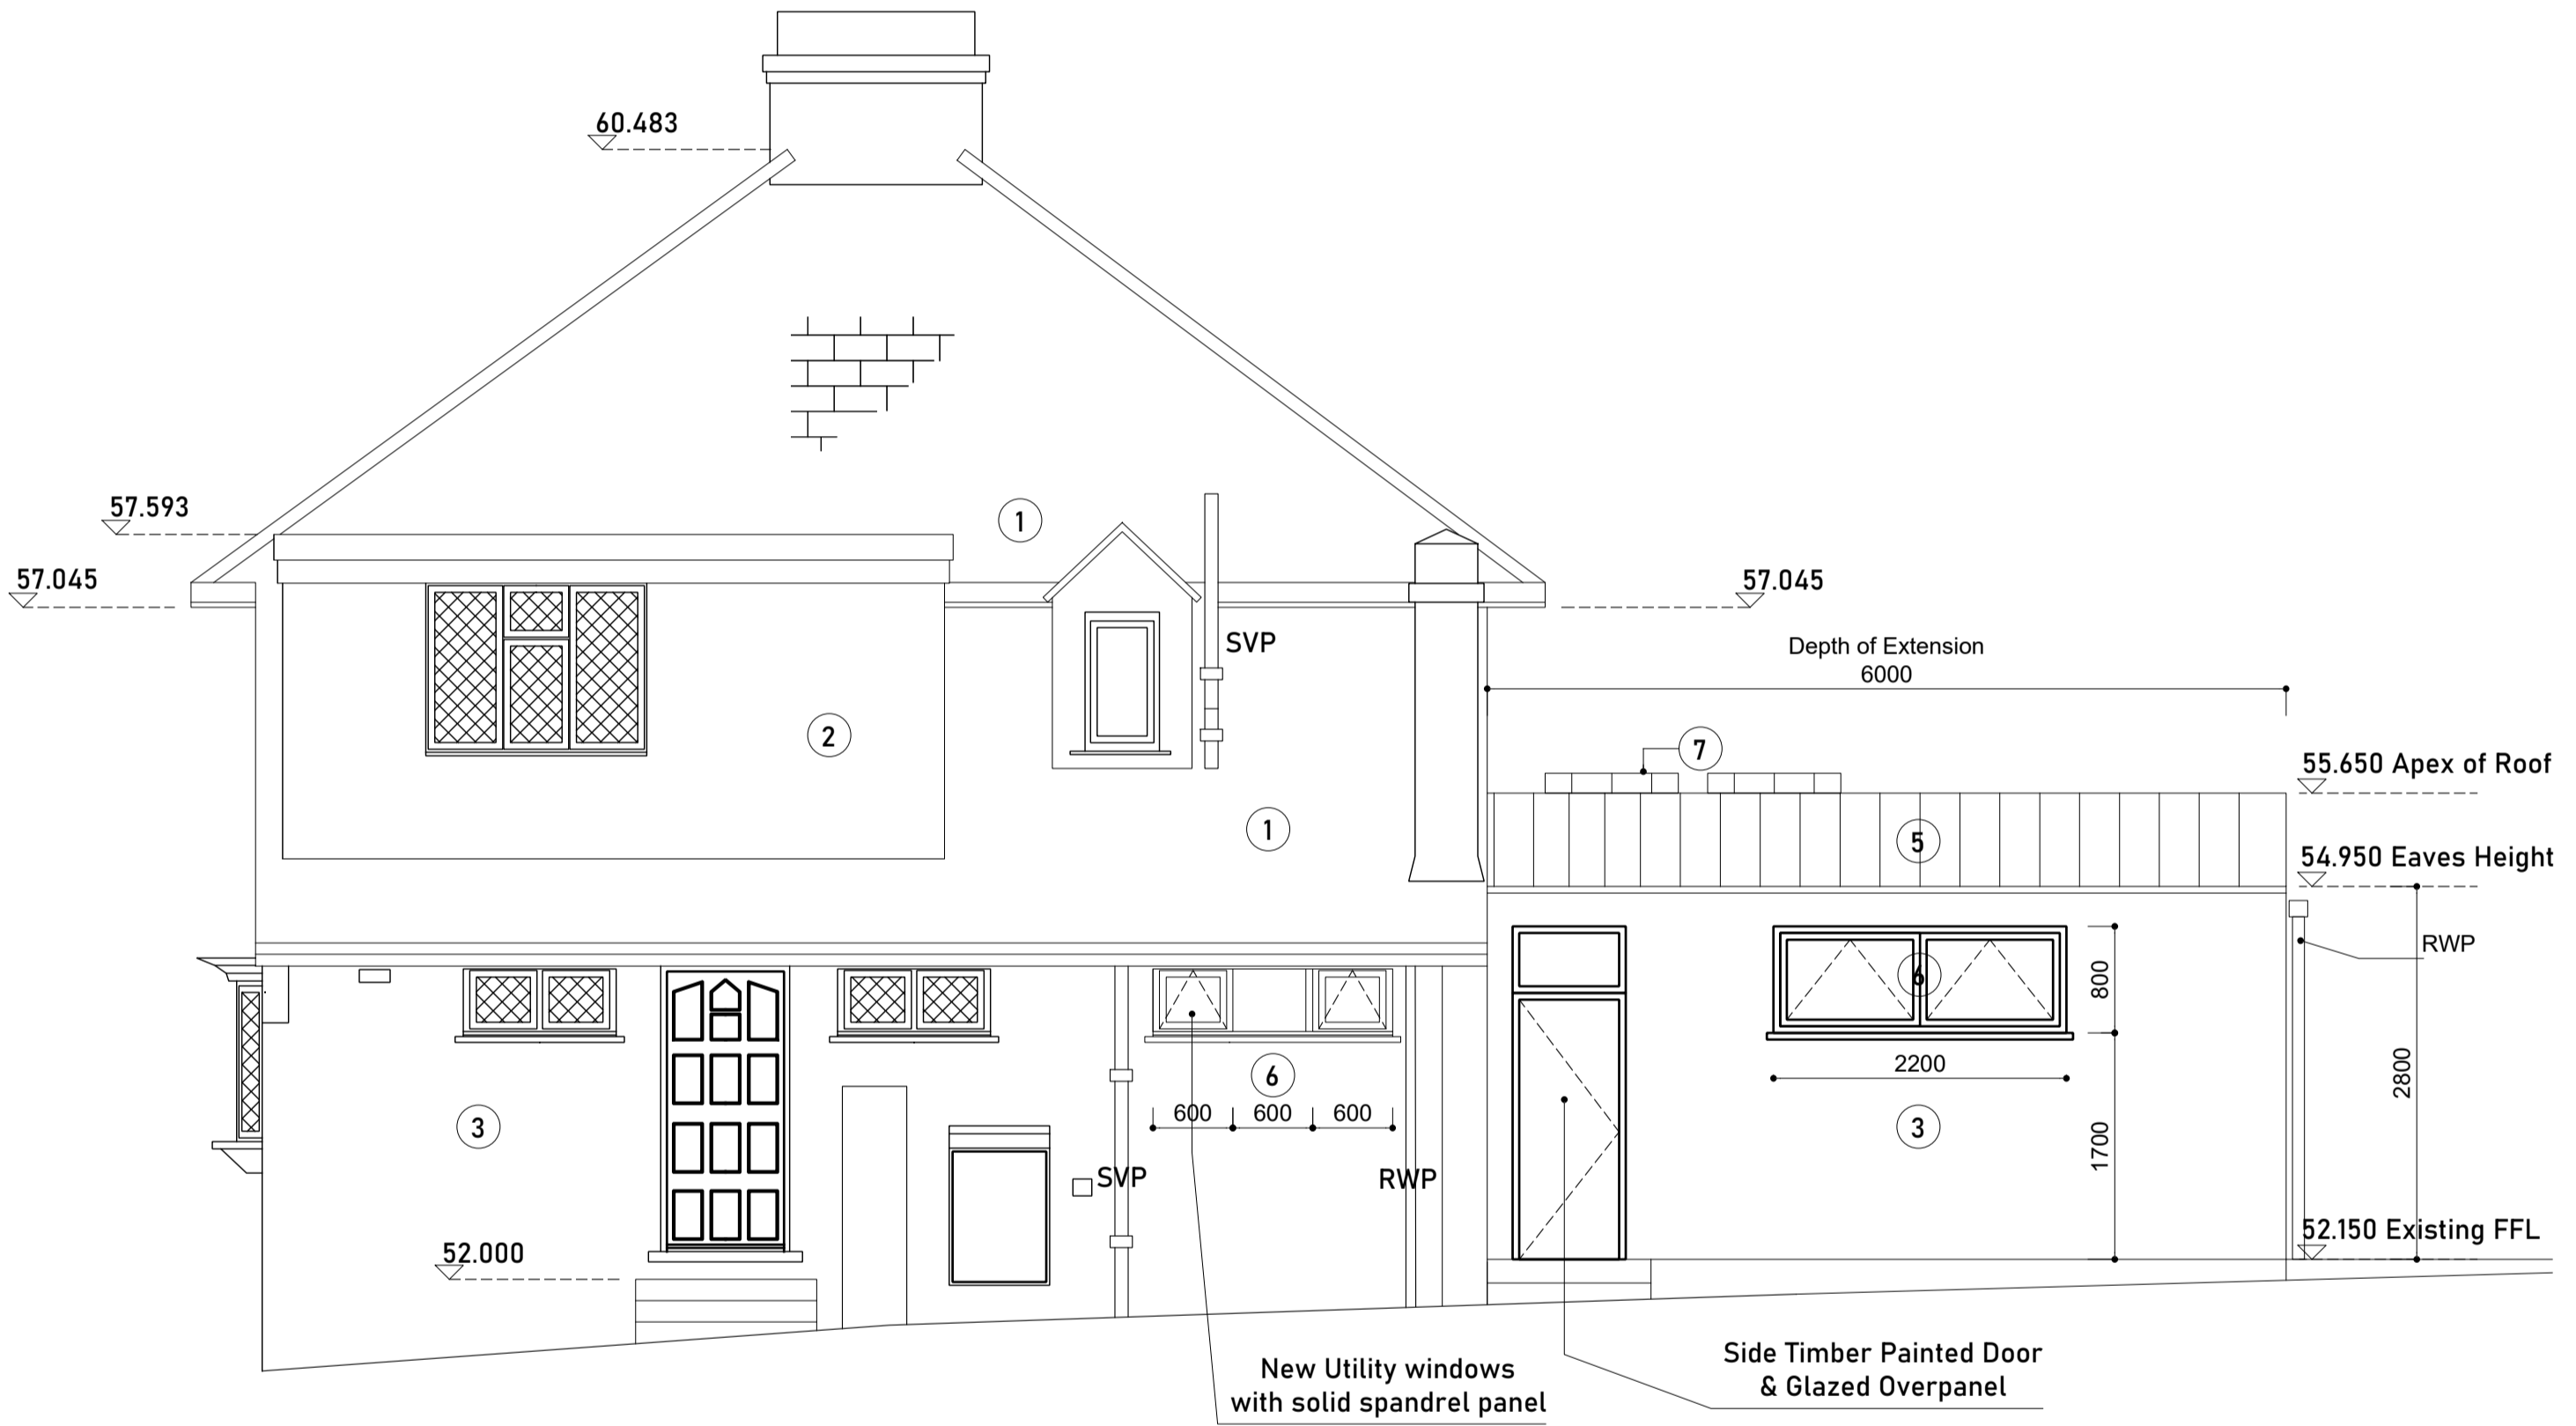 60.483
57.593
1
57.045
57.045
SVP
Depth of Extension
6000
2
7
55.650 Apex of Roof
1
5
54.950 Eaves Height
RWP
6
800
2200
6
2800
600 600 600
3
3
1700
SVP
RWP
52.000
52.150 Existing FFL
New Utility windows
with solid spandrel panel
Side Timber Painted Door
& Glazed Overpanel